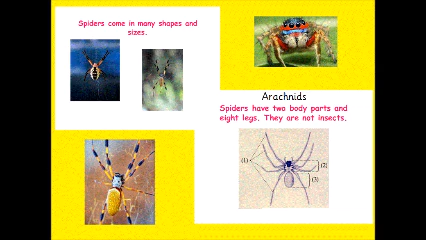 Spiders come in many shapes and
sizes.
Arachnids
Spiders have two body parts and
eight legs. They are not insects.
(1)
(2)
(3)